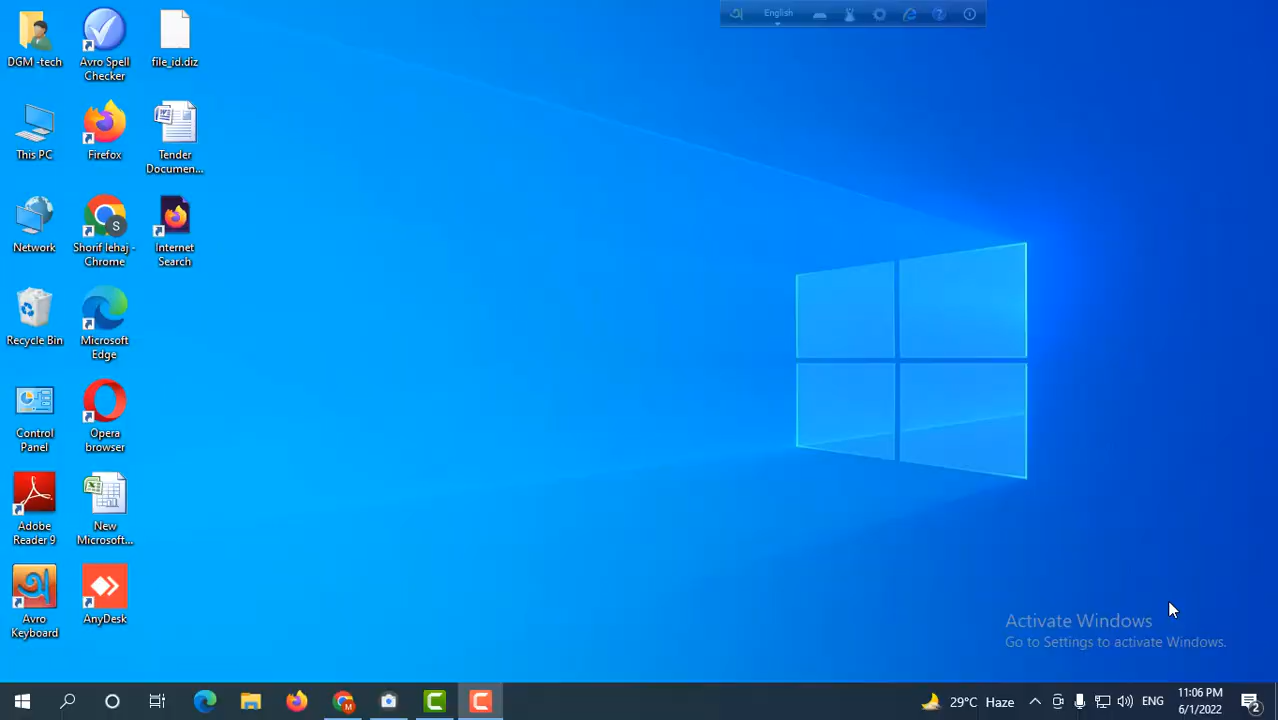 English
DGM -tech
Avro Spell
Checker
file_id.diz
This PC
Firefox
Tender
Documen...
Network
Shorif lehaj -
Chrome
Internet
Search
Recycle Bin
Microsoft
Edge
Control
Panel
Opera
browser
Adobe
Reader 9
New
Microsoft...
Avro
Keyboard
AnyDesk
Activate Windows
Go to Settings to activate Windows.
29°C Haze
ENG
11:06 PM
6/1/2022
2